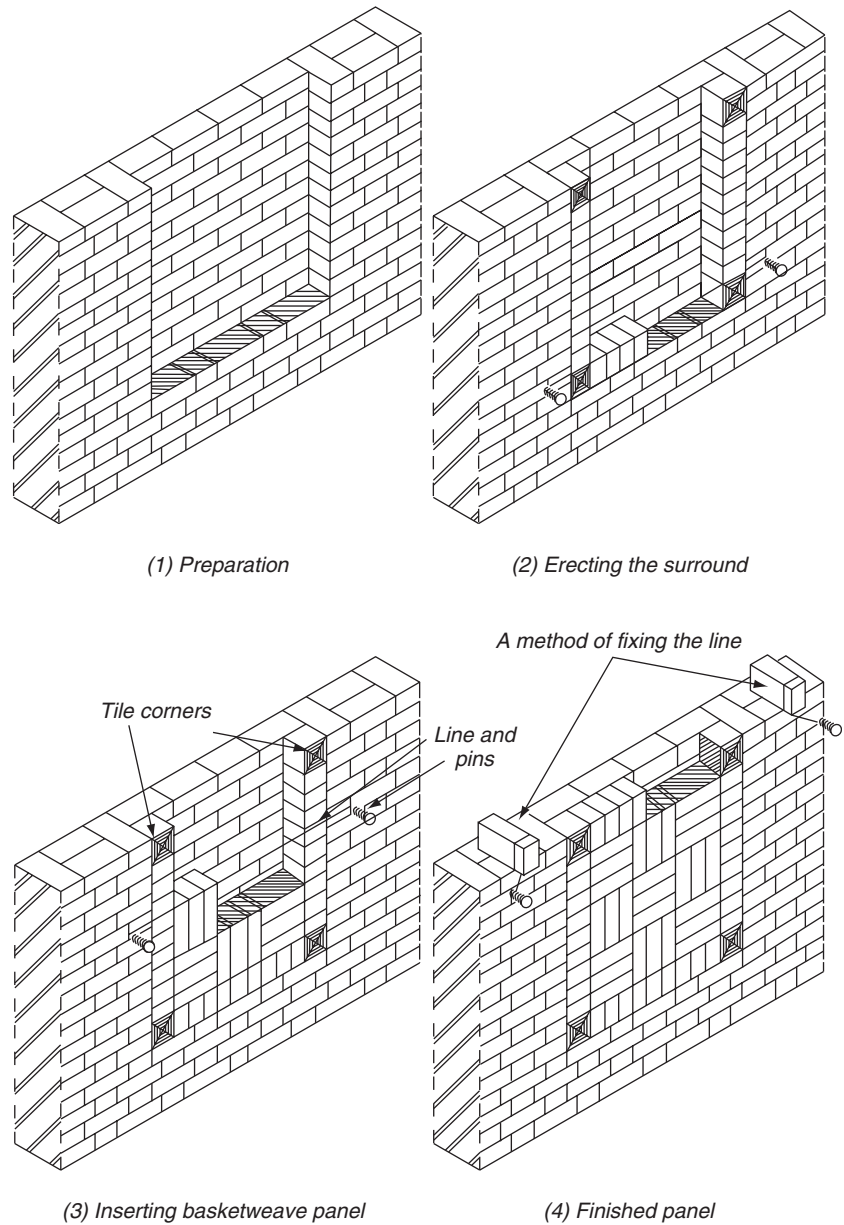 (1) Preparation
(2) Erecting the surround
Tile corners
Line and
pins
A method of fixing the line
(3) Inserting basketweave panel
(4) Finished panel